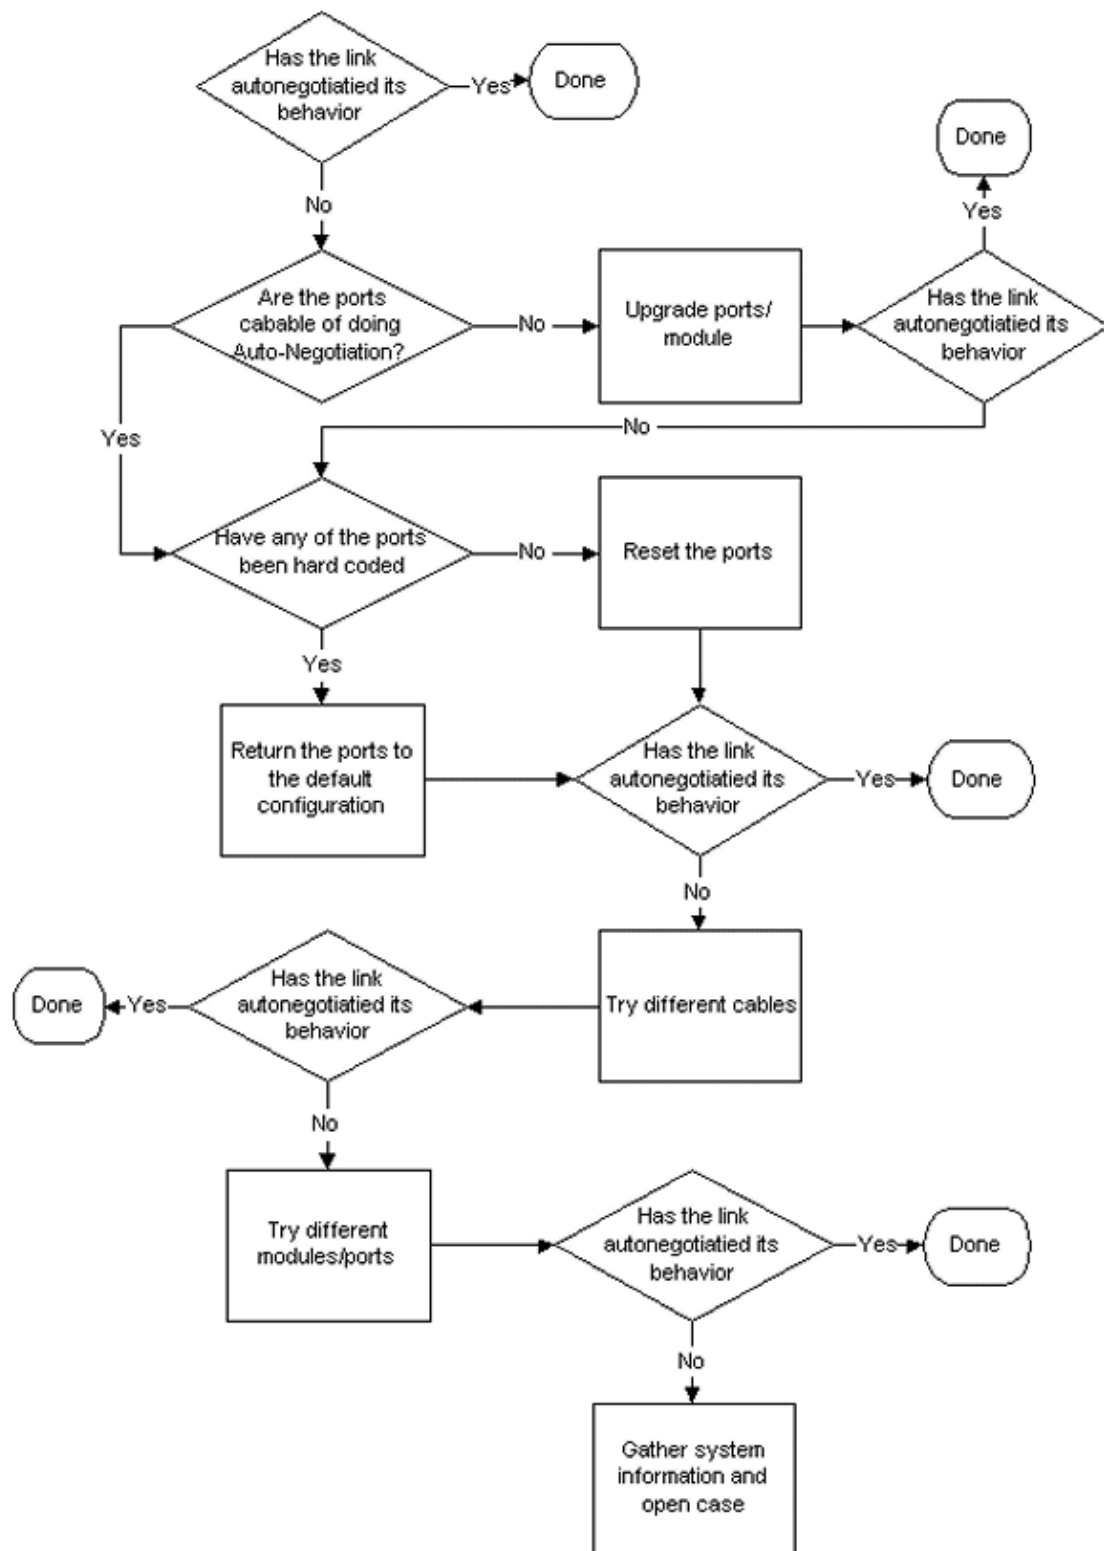 Has the link
autonegotiatied its
behavior
Yes
Done
No
Done
Yes
Are the ports
cabable of doing
Auto-Negotiation?
No
Upgrade ports/
module
Has the link
autonegotiatied its
behavior
Yes
No
Have any of the ports
been hard coded
No
Reset the ports
Yes
Return the ports to
the default
configuration
Has the link
autonegotiatied its
behavior
Yes
Done
No
Try different cables
Has the link
autonegotiatied its
behavior
Yes
Done
No
Try different
modules/ports
Has the link
autonegotiatied its
behavior
Yes
Done
No
Gather system
information and
open case